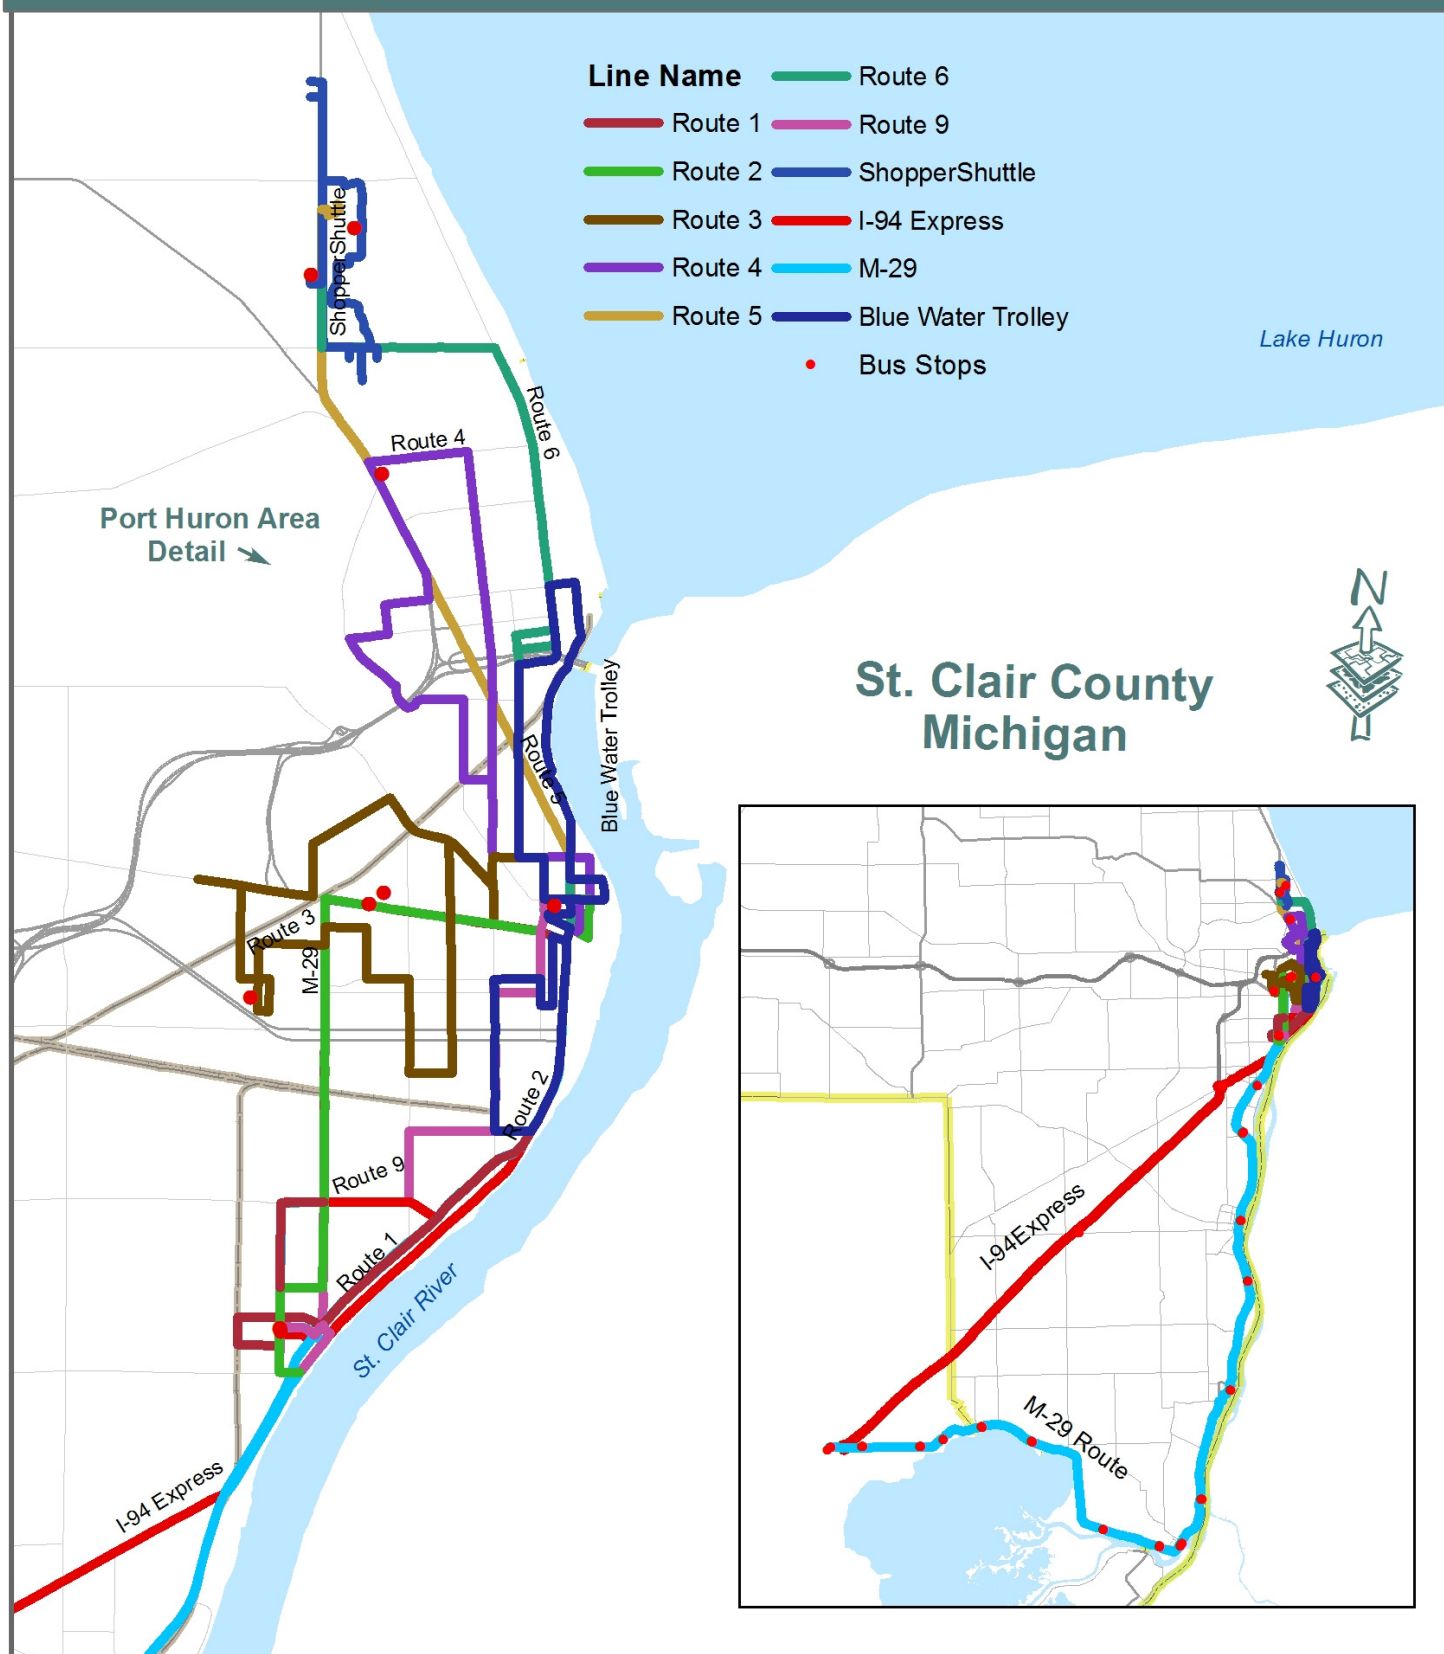 Line Name
Route 1
Route 2
Route 3
Route 4
Route 5
Route 6
Route 9
ShopperShuttle
I-94 Express
M-29
Blue Water Trolley
Bus Stops
Lake Huron
ShopperShuttle
Route 6
Route 4
Port Huron Area
Detail
N
St. Clair County
Michigan
Blue Water Trolley
Route 5
Route 3
M-29
Route 2
Route 9
Route 1
St. Clair River
I-94 Express
I-94Express
M-29 Route